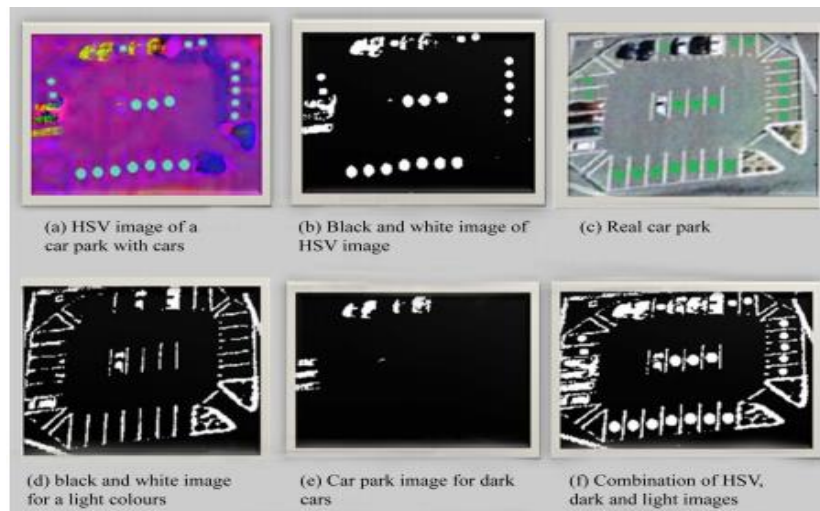 (a) HSV image of a
car park with cars
(b) Black and white image of
HSV image
(c) Real car park
(d) black and white image
for a light colours
(e) Car park image for dark
cars
(f) Combination of HSV,
dark and light images